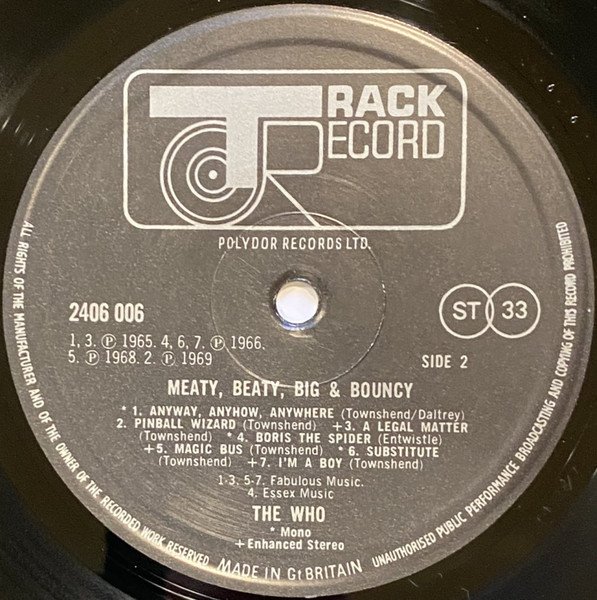 TRACK
RECORD
POLYDOR RECORDS LTD.
2406 006
ST 33
1, 3. ℗ 1965. 4, 6, 7. ℗ 1966.
5. ℗ 1968. 2. ℗ 1969
SIDE 2
MEATY, BEATY, BIG & BOUNCY
* 1. ANYWAY, ANYHOW, ANYWHERE (Townshend/Daltrey)
2. PINBALL WIZARD (Townshend) +3. A LEGAL MATTER
(Townshend) * 4. BORIS THE SPIDER (Entwistle)
+5. MAGIC BUS (Townshend) * 6. SUBSTITUTE
(Townshend) +7. I'M A BOY (Townshend)
1-3, 5-7. Fabulous Music.
4. Essex Music
THE WHO
* Mono
+Enhanced Stereo
ALL RIGHTS OF THE MANUFACTURER AND OF THE OWNER OF THE RECORDED WORK RESERVED
MADE IN Gt BRITAIN
UNAUTHORISED PUBLIC PERFORMANCE BROADCASTING AND COPYING OF THIS RECORD PROHIBITED